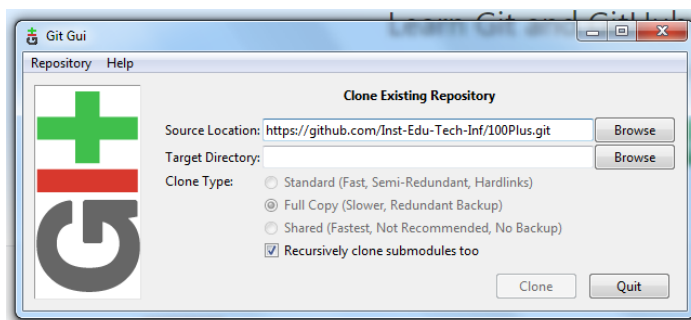 Learn Git and GitHub
Git Gui
Repository Help
Clone Existing Repository
Source Location: https://github.com/Inst-Edu-Tech-Inf/100Plus.git Browse
Target Directory: Browse
Clone Type: Standard (Fast, Semi-Redundant, Hardlinks)
Full Copy (Slower, Redundant Backup)
Shared (Fastest, Not Recommended, No Backup)
Recursively clone submodules too
Clone Quit
GIT